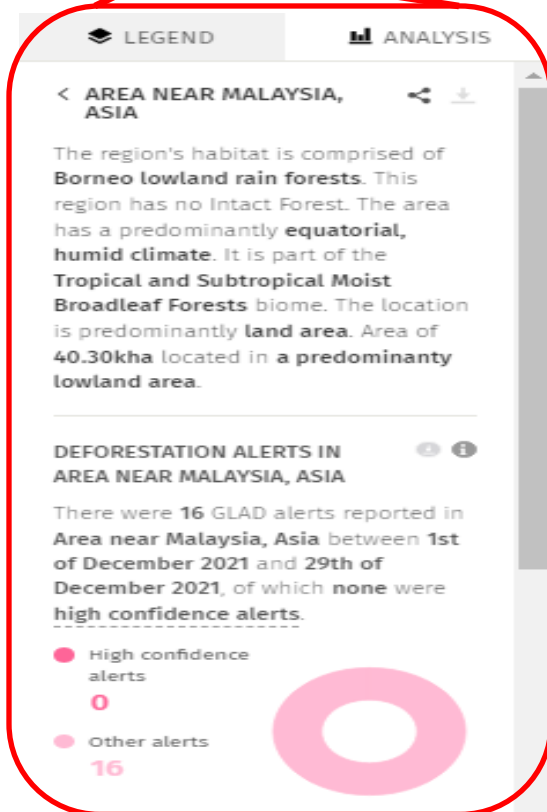 LEGEND ANALYSIS
AREA NEAR MALAYSIA,
ASIA
The region's habitat is comprised of
Borneo lowland rain forests. This
region has no Intact Forest. The area
has a predominantly equatorial,
humid climate. It is part of the
Tropical and Subtropical Moist
Broadleaf Forests biome. The location
is predominantly land area. Area of
40.30kha located in a predominanty
lowland area.
DEFORESTATION ALERTS IN
AREA NEAR MALAYSIA, ASIA
There were 16 GLAD alerts reported in
Area near Malaysia, Asia between 1st
of December 2021 and 29th of
December 2021, of which none were
high confidence alerts.
High confidence
alerts
0
Other alerts
16